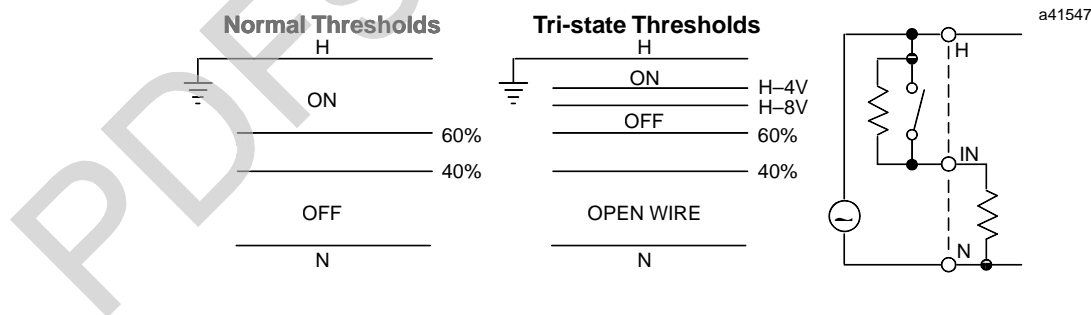 a41547
Normal Thresholds
H
ON
60%
40%
OFF
N
Tri-state Thresholds
H
ON
H–4V
H–8V
OFF
60%
40%
OPEN WIRE
N
H
IN
N
PDFS